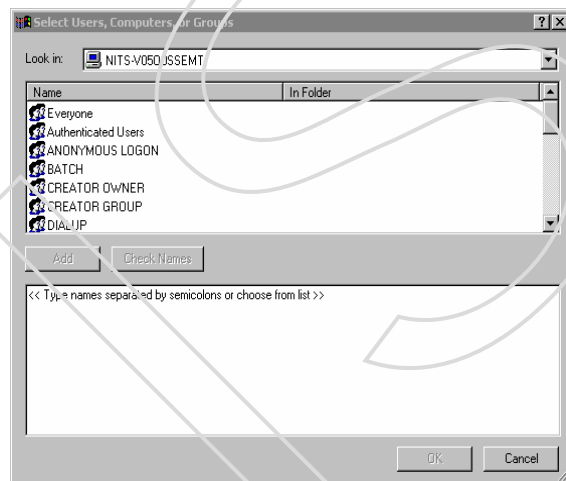 Select Users, Computers, or Groups
Look in: NITS-V050USSEMT
Name In Folder
Everyone
Authenticated Users
ANONYMOUS LOGON
BATCH
CREATOR OWNER
CREATOR GROUP
DIALUP
Add Check Names
<< Type names separated by semicolons or choose from list >>
OK Cancel